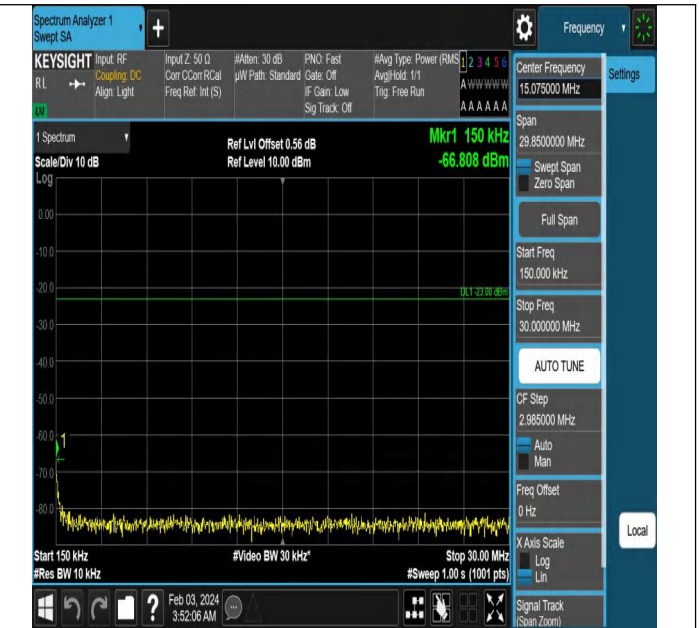 Spectrum Analyzer 1
Swept SA
+
Frequency
KEYSIGHT
RL
Input: RF
Coupling: DC
Align: Light
Input Z: 50 Ω
Corr CCorr RCal
Freq Ref: Int (S)
#Atten: 30 dB
µW Path: Standard
PNO: Fast
Gate: Off
IF Gain: Low
Sig Track: Off
#Avg Type: Power (RMS
Avg|Hold: 1/1
Trig: Free Run
1 2 3 4 5 6
A W W W W W
A A A A A A
1 Spectrum
Scale/Div 10 dB
Log
Ref Lvl Offset 0.56 dB
Ref Level 10.00 dBm
Mkr1 150 kHz
-66.808 dBm
0.00
-10.0
-20.0
DL1 -23.00 dBm
-30.0
-40.0
-50.0
-60.0
1
-70.0
-80.0
Start 150 kHz
#Video BW 30 kHz*
Stop 30.00 MHz
#Res BW 10 kHz
#Sweep 1.00 s (1001 pts)
?
Feb 03, 2024
3:52:06 AM
Center Frequency
15.075000 MHz
Settings
Span
29.8500000 MHz
Swept Span
Zero Span
Full Span
Start Freq
150.000 kHz
Stop Freq
30.000000 MHz
AUTO TUNE
CF Step
2.985000 MHz
Auto
Man
Freq Offset
0 Hz
X Axis Scale
Log
Lin
Local
Signal Track
(Span Zoom)